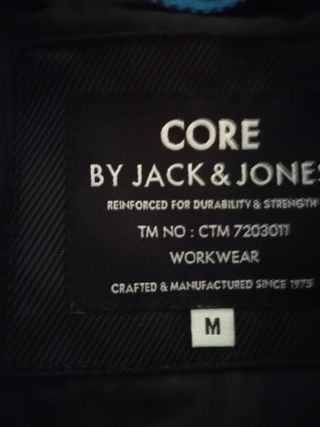 CORE
BY JACK & JONES
REINFORCED FOR DURABILITY & STRENGTH
TM NO : CTM 7203011
WORKWEAR
CRAFTED & MANUFACTURED SINCE 1975
M